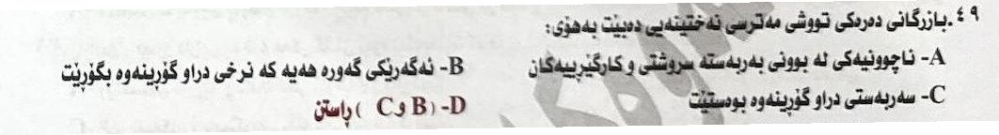 ٤٩. بازرگانی دەرەکی تووشی مەترسی نەختینەیی دەبێت بەهۆی:
A- ناچوونیەکی لە بوونی بەربەستە سروشتی و کارگێڕییەکان B- ئەگەرێکی گەورە هەیە کە نرخی دراو گۆڕینەوە بگۆڕێت
C- سەربەستی دراو گۆڕینەوە بوەستێت D- (B و C) ڕاستن